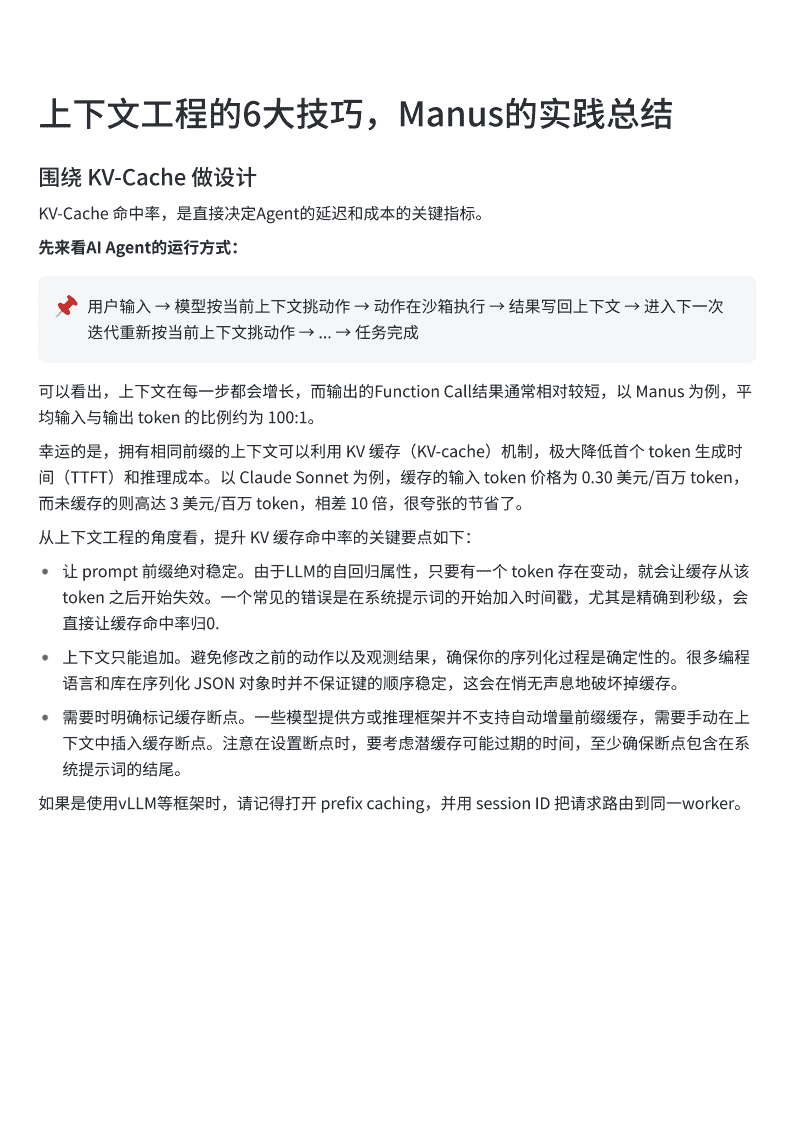 上下文工程的6大技巧，Manus的实践总结
围绕 KV-Cache 做设计
KV-Cache 命中率，是直接决定Agent的延迟和成本的关键指标。
先来看AI Agent的运行方式：
用户输入 → 模型按当前上下文挑动作 → 动作在沙箱执行 → 结果写回上下文 → 进入下一次
迭代重新按当前上下文挑动作 → ... → 任务完成
可以看出，上下文在每一步都会增长，而输出的Function Call结果通常相对较短，以 Manus 为例，平
均输入与输出 token 的比例约为 100:1。
幸运的是，拥有相同前缀的上下文可以利用 KV 缓存（KV-cache）机制，极大降低首个 token 生成时
间（TTFT）和推理成本。以 Claude Sonnet 为例，缓存的输入 token 价格为 0.30 美元/百万 token，
而未缓存的则高达 3 美元/百万 token，相差 10 倍，很夸张的节省了。
从上下文工程的角度看，提升 KV 缓存命中率的关键要点如下：
• 让 prompt 前缀绝对稳定。由于LLM的自回归属性，只要有一个 token 存在变动，就会让缓存从该
token 之后开始失效。一个常见的错误是在系统提示词的开始加入时间戳，尤其是精确到秒级，会
直接让缓存命中率归0.
• 上下文只能追加。避免修改之前的动作以及观测结果，确保你的序列化过程是确定性的。很多编程
语言和库在序列化 JSON 对象时并不保证键的顺序稳定，这会在悄无声息地破坏掉缓存。
• 需要时明确标记缓存断点。一些模型提供方或推理框架并不支持自动增量前缀缓存，需要手动在上
下文中插入缓存断点。注意在设置断点时，要考虑潜缓存可能过期的时间，至少确保断点包含在系
统提示词的结尾。
如果是使用vLLM等框架时，请记得打开 prefix caching，并用 session ID 把请求路由到同一worker。